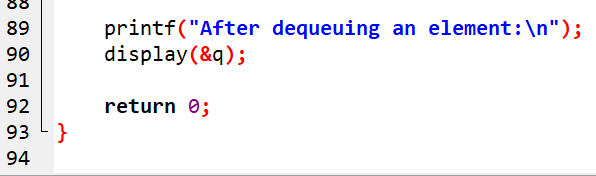 88
89 printf("After dequeuing an element:\n");
90 display(&q);
91
92 return 0;
93 }
94